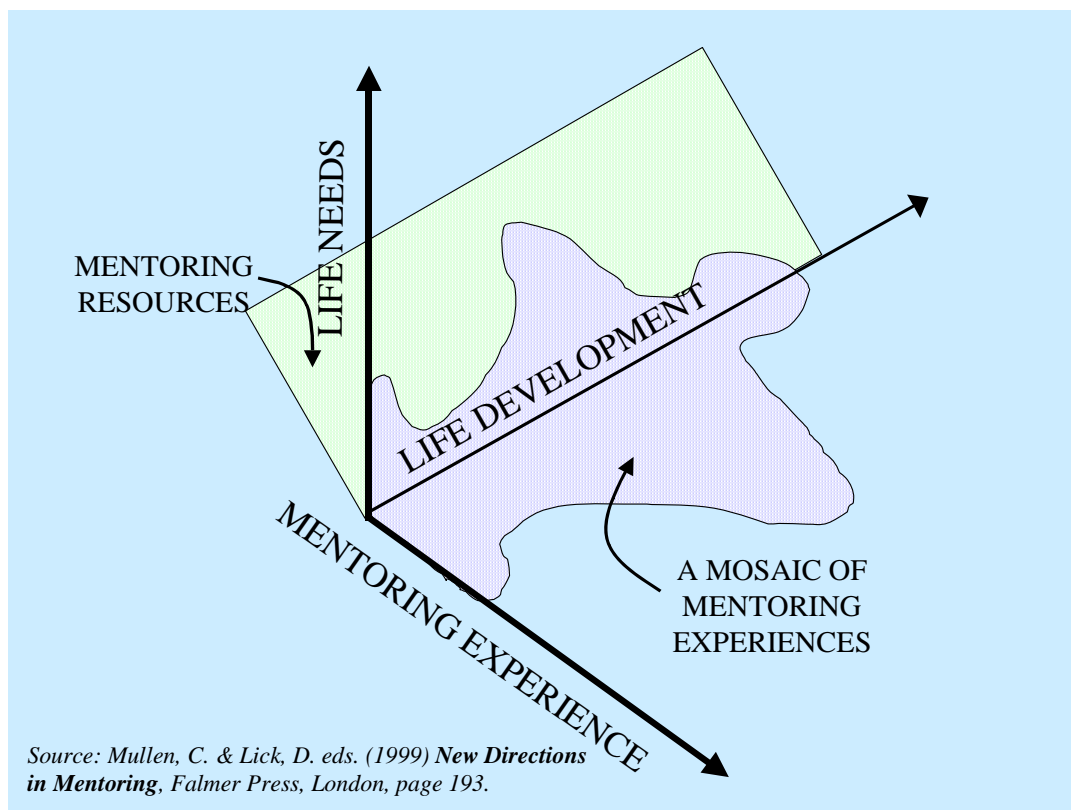 LIFE NEEDS
MENTORING
RESOURCES
LIFE DEVELOPMENT
MENTORING EXPERIENCE
A MOSAIC OF
MENTORING
EXPERIENCES
Source: Mullen, C. & Lick, D. eds. (1999) New Directions
in Mentoring, Falmer Press, London, page 193.